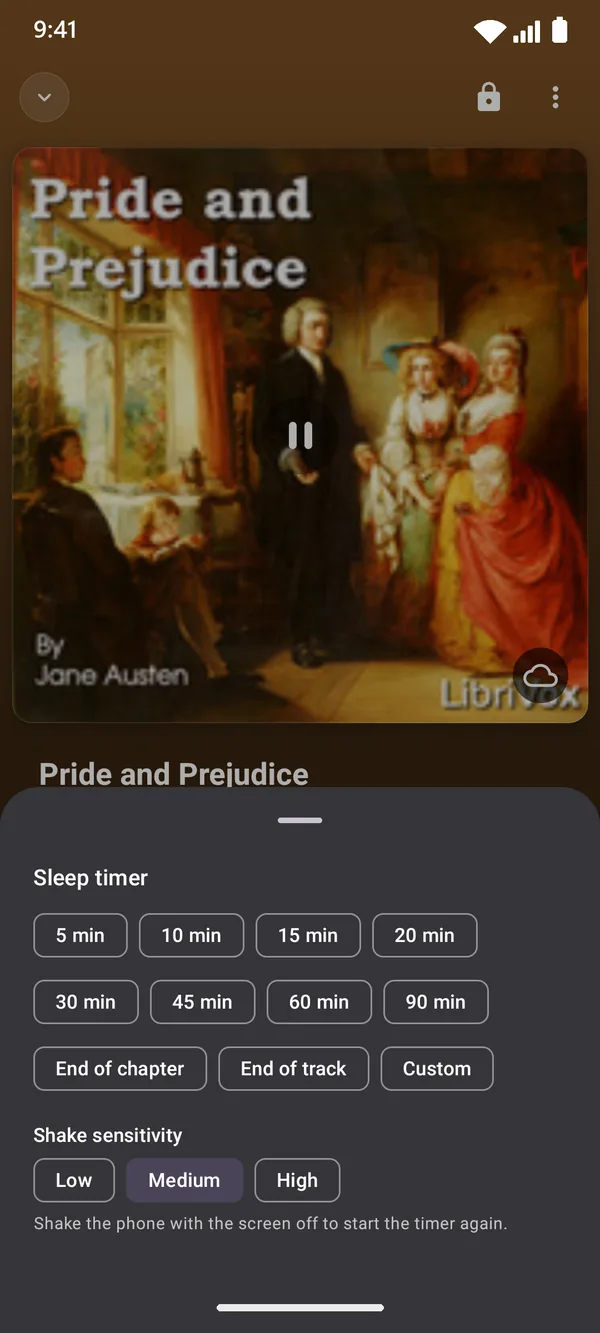 9:41
Pride and
Prejudice
By
Jane Austen
LibriVox
Pride and Prejudice
Sleep timer
5 min 10 min 15 min 20 min
30 min 45 min 60 min 90 min
End of chapter End of track Custom
Shake sensitivity
Low Medium High
Shake the phone with the screen off to start the timer again.